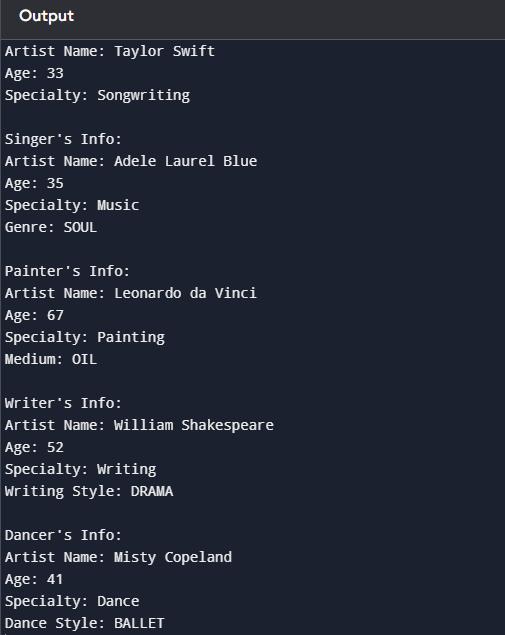 Output
Artist Name: Taylor Swift
Age: 33
Specialty: Songwriting
Singer's Info:
Artist Name: Adele Laurel Blue
Age: 35
Specialty: Music
Genre: SOUL
Painter's Info:
Artist Name: Leonardo da Vinci
Age: 67
Specialty: Painting
Medium: OIL
Writer's Info:
Artist Name: William Shakespeare
Age: 52
Specialty: Writing
Writing Style: DRAMA
Dancer's Info:
Artist Name: Misty Copeland
Age: 41
Specialty: Dance
Dance Style: BALLET